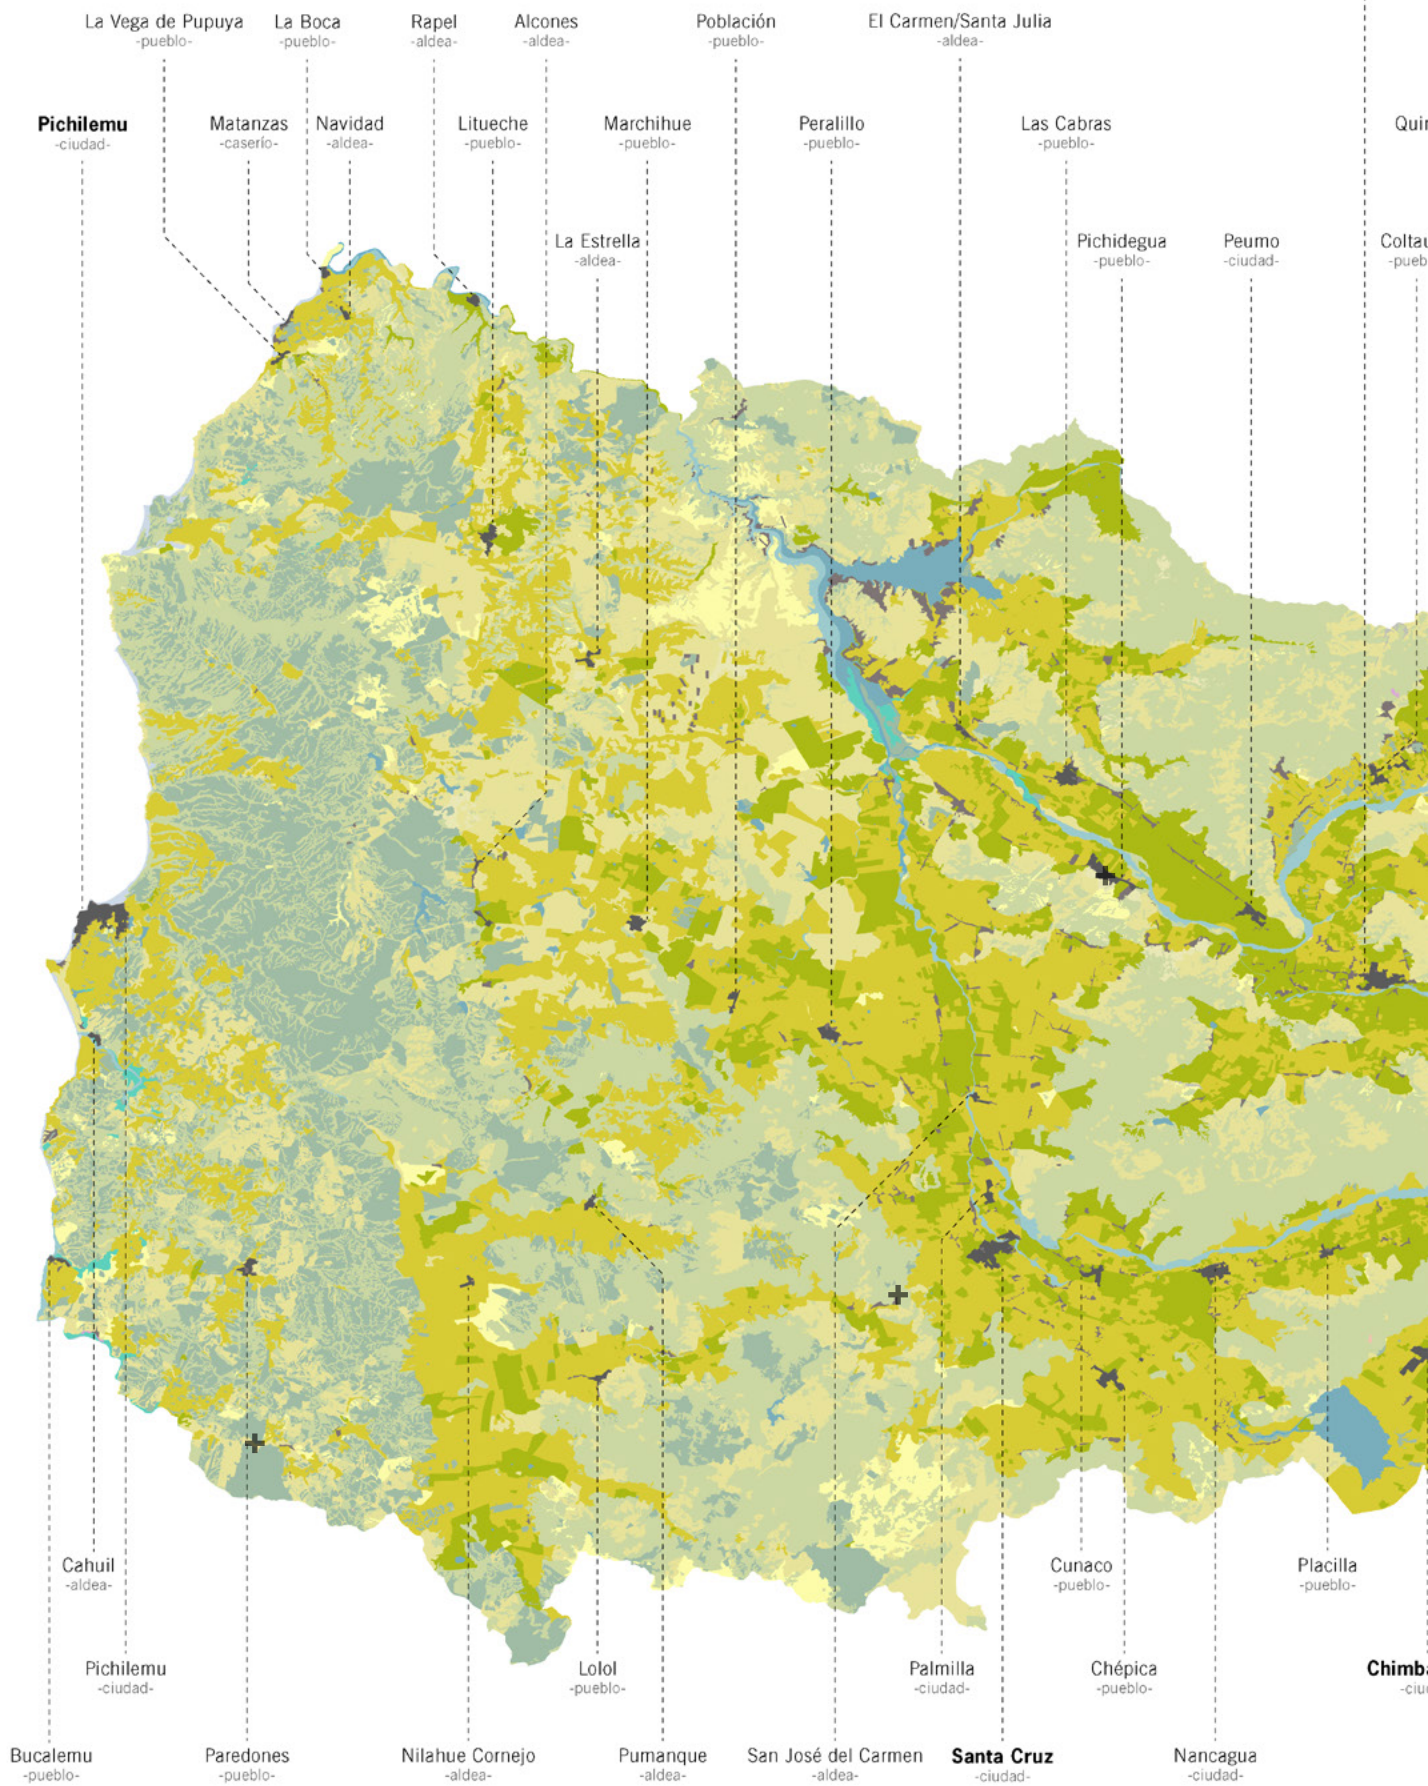 La Vega de Pupuya
-pueblo-
La Boca
-pueblo-
Rapel
-aldea-
Alcones
-aldea-
Población
-pueblo-
El Carmen/Santa Julia
-aldea-
Pichilemu
-ciudad-
Matanzas
-caserío-
Navidad
-aldea-
Litueche
-pueblo-
Marchihue
-pueblo-
Peralillo
-pueblo-
Las Cabras
-pueblo-
La Estrella
-aldea-
Pichidegua
-pueblo-
Peumo
-ciudad-
Cahuil
-aldea-
Cunaco
-pueblo-
Placilla
-pueblo-
Pichilemu
-ciudad-
Lolol
-pueblo-
Palmilla
-ciudad-
Chépica
-pueblo-
Bucalemu
-pueblo-
Paredones
-pueblo-
Nilahue Cornejo
-aldea-
Pumanque
-aldea-
San José del Carmen
-aldea-
Santa Cruz
-ciudad-
Nancagua
-ciudad-